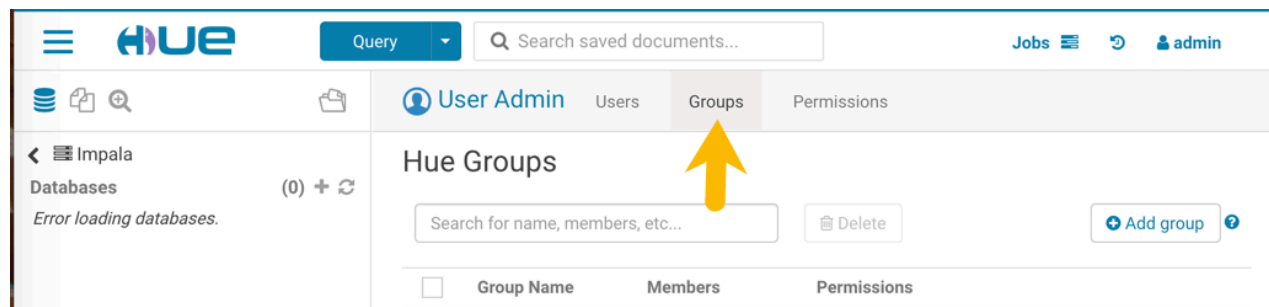 HUE
Query
Search saved documents...
Jobs
admin
User Admin
Users
Groups
Permissions
Impala
Databases
(0)
Error loading databases.
Hue Groups
Search for name, members, etc...
Delete
Add group
Group Name
Members
Permissions